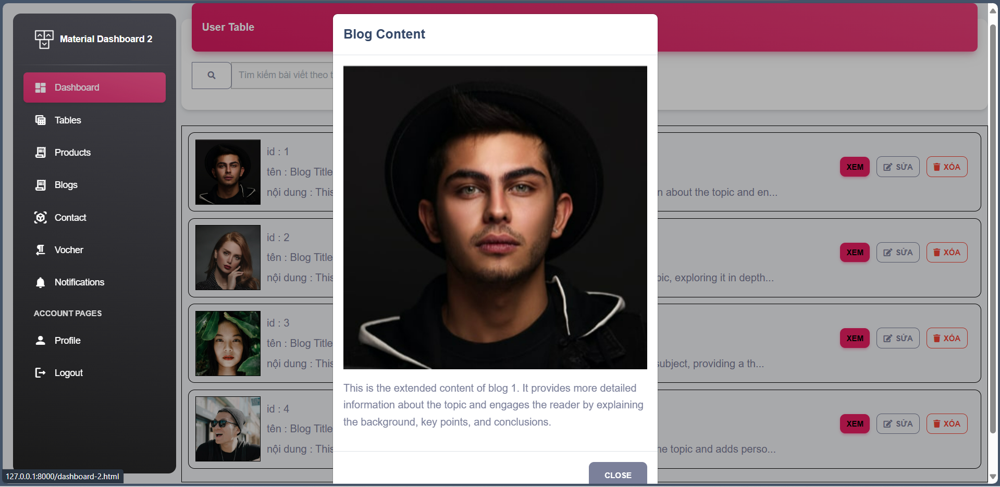 Material Dashboard 2
Dashboard
Tables
Products
Blogs
Contact
Vocher
Notifications
ACCOUNT PAGES
Profile
Logout
127.0.0.1:8000/dashboard-2.html
User Table
Tìm kiếm bài viết theo
id : 1
tên : Blog Title
nội dung : This
n about the topic and en...
XEM
SỬA
XÓA
id : 2
tên : Blog Title
nội dung : This
pic, exploring it in depth...
XEM
SỬA
XÓA
id : 3
tên : Blog Title
nội dung : This
subject, providing a th...
XEM
SỬA
XÓA
id : 4
tên : Blog Title
nội dung : This
he topic and adds perso...
XEM
SỬA
XÓA
Blog Content
This is the extended content of blog 1. It provides more detailed
information about the topic and engages the reader by explaining
the background, key points, and conclusions.
CLOSE